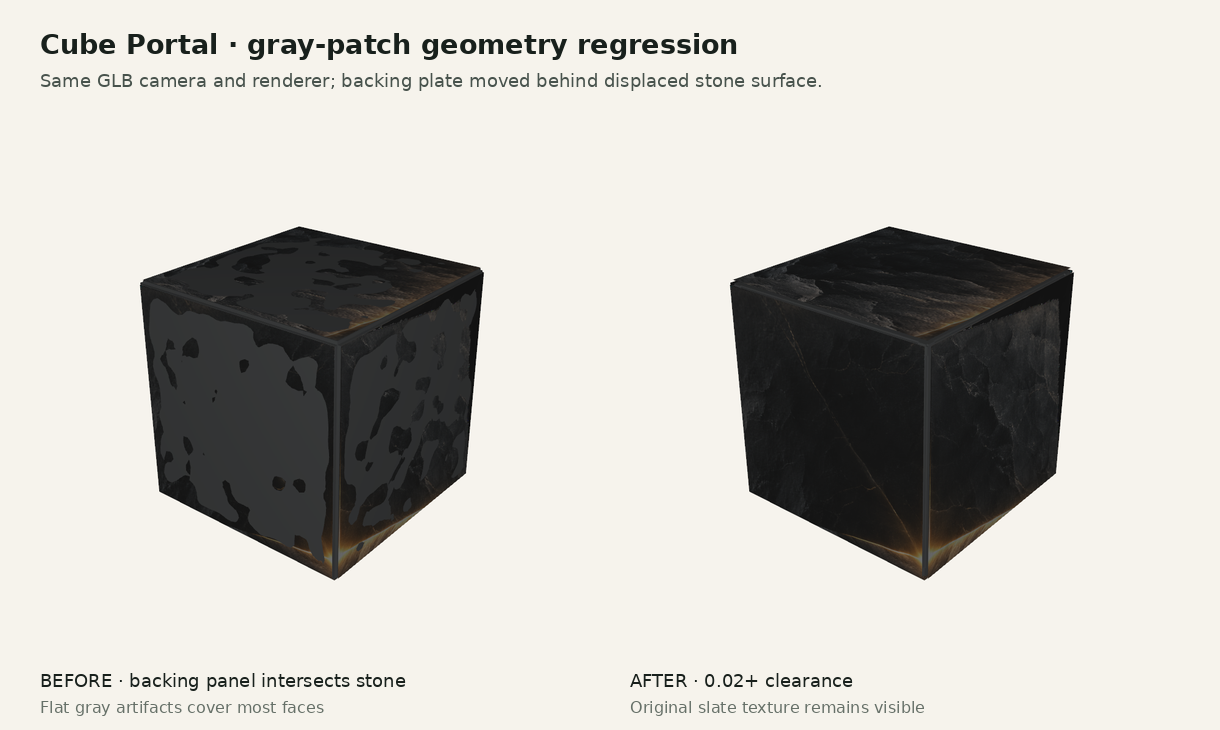 Cube Portal · gray-patch geometry regression
Same GLB camera and renderer; backing plate moved behind displaced stone surface.
BEFORE · backing panel intersects stone
Flat gray artifacts cover most faces
AFTER · 0.02+ clearance
Original slate texture remains visible